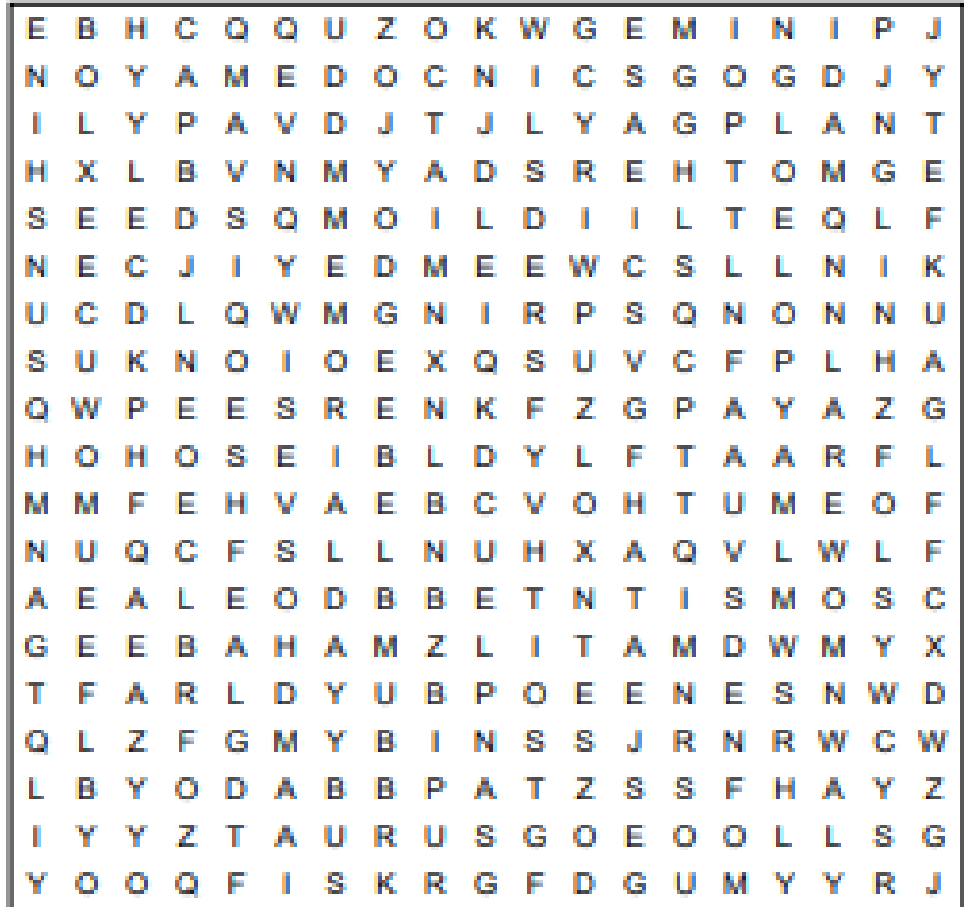 E B H C Q Q U Z O K W G E M I N I P J
N O Y A M E D O C N I C S G O G D J Y
I L Y P A V D J T J L Y A G P L A N T
H X L B V N M Y A D S R E H T O M G E
S E E D S Q M O I L D I I L T E Q L F
N E C J I Y E D M E E W C S L L N I K
U C D L Q W M G N I R P S Q N O N N U
S U K N O I O E X Q S U V C F P L H A
Q W P E E S R E N K F Z G P A Y A Z G
H O H O S E I B L D Y L F T A A R F L
M M F E H V A E B C V O H T U M E O F
N U Q C F S L L N U H X A Q V L W L F
A E A L E O D B B E T N T I S M O S C
G E E B A H A M Z L I T A M D W M Y X
T F A R L D Y U B P O E E N E S N W D
Q L Z F G M Y B I N S S J R N R W C W
L B Y O D A B B P A T Z S S F H A Y Z
I Y Y Z T A U R U S G O E O O L L S G
Y O O Q F I S K R G F D G U M Y Y R J